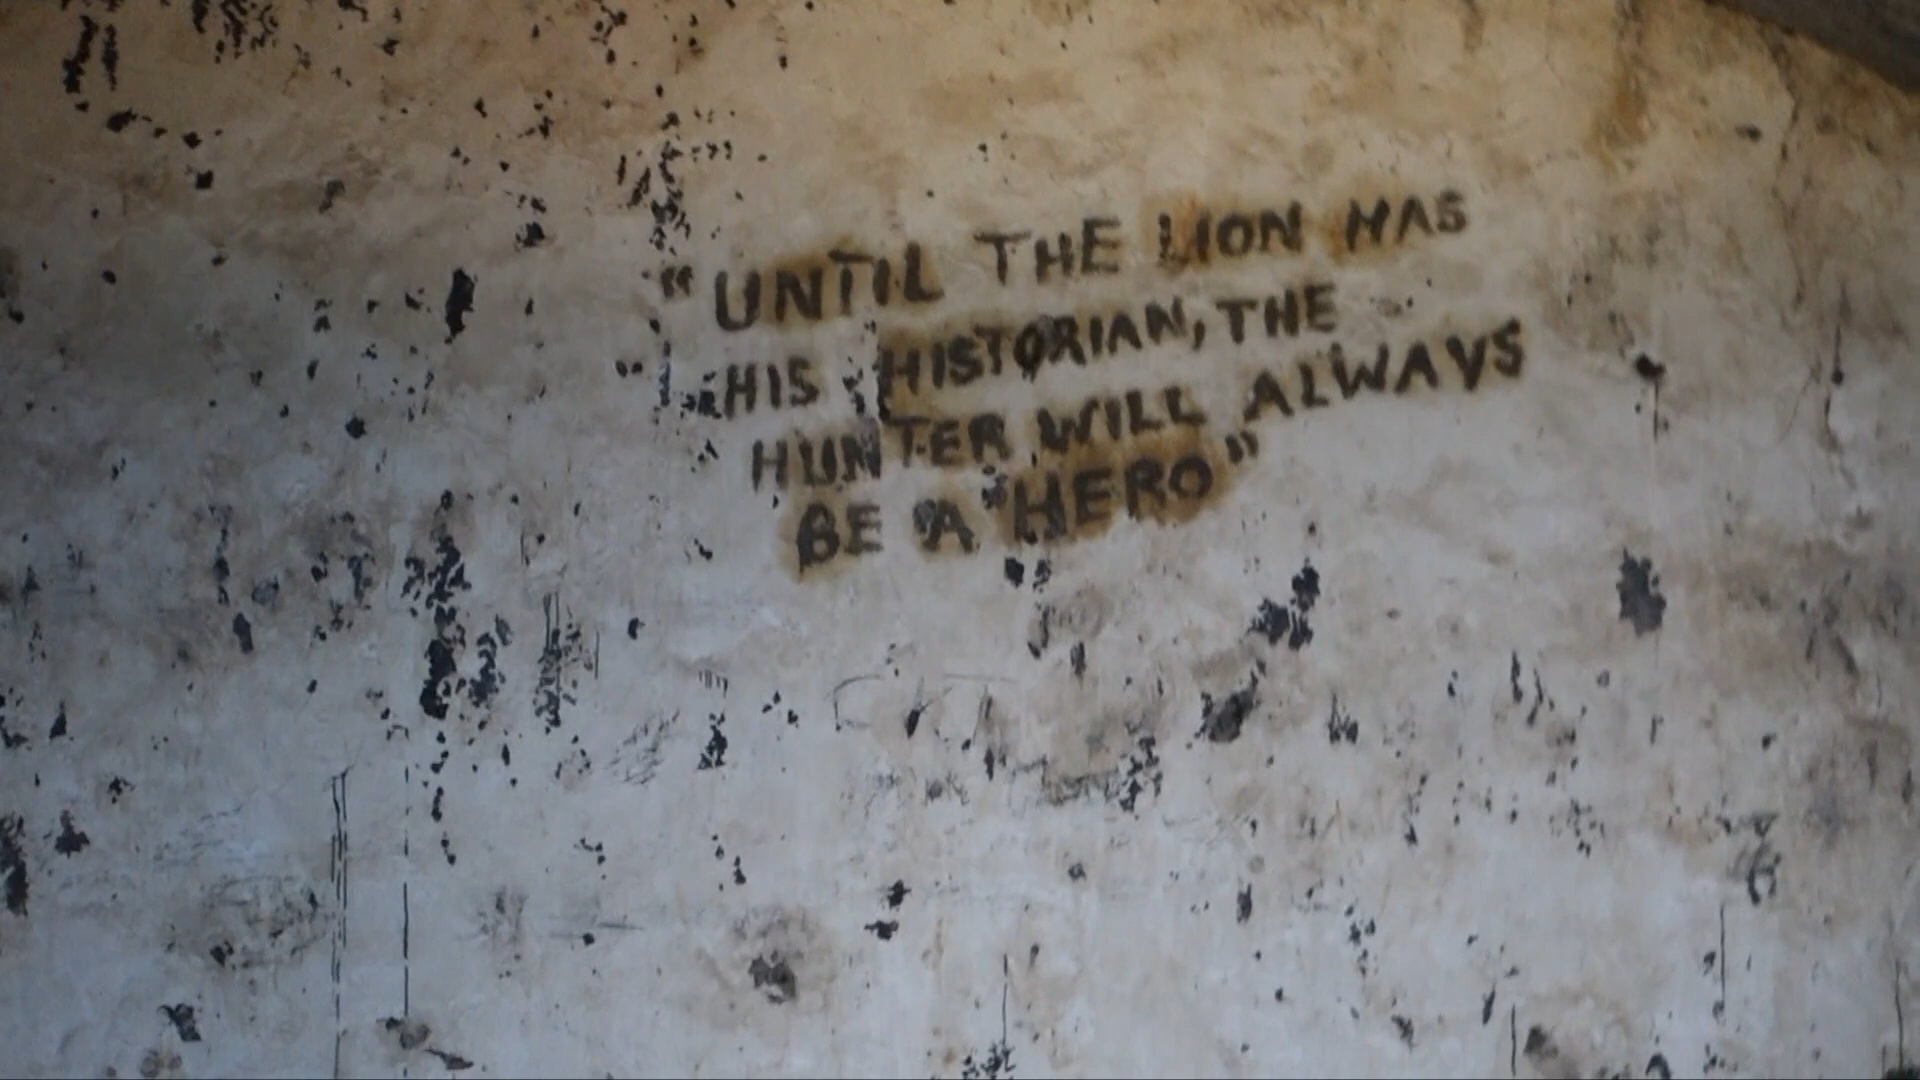 “UNTIL THE LION HAS
HIS HISTORIAN, THE
HUNTER WILL ALWAYS
BE A HERO”